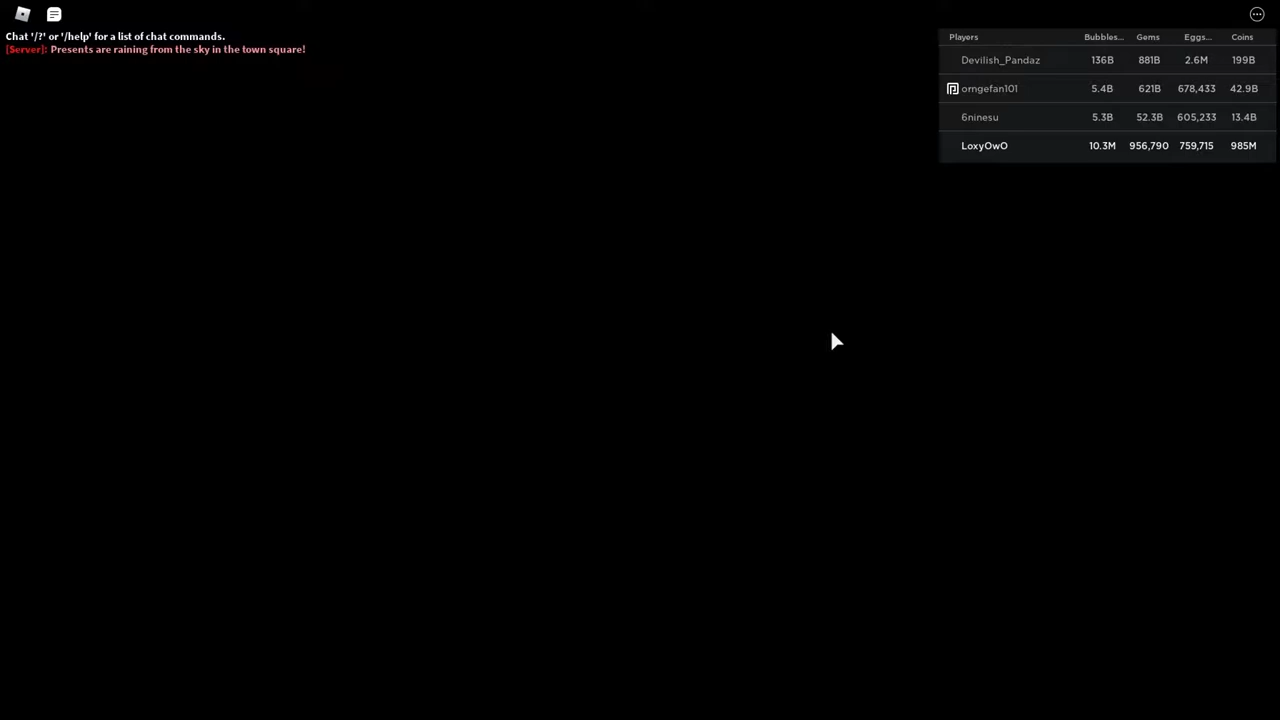 Chat '/?' or '/help' for a list of chat commands.
[Server]: Presents are raining from the sky in the town square!
Players Bubbles... Gems Eggs... Coins
Devilish_Pandaz 136B 881B 2.6M 199B
orngefan101 5.4B 621B 678,433 42.9B
6ninesu 5.3B 52.3B 605,233 13.4B
LoxyOwO 10.3M 956,790 759,715 985M